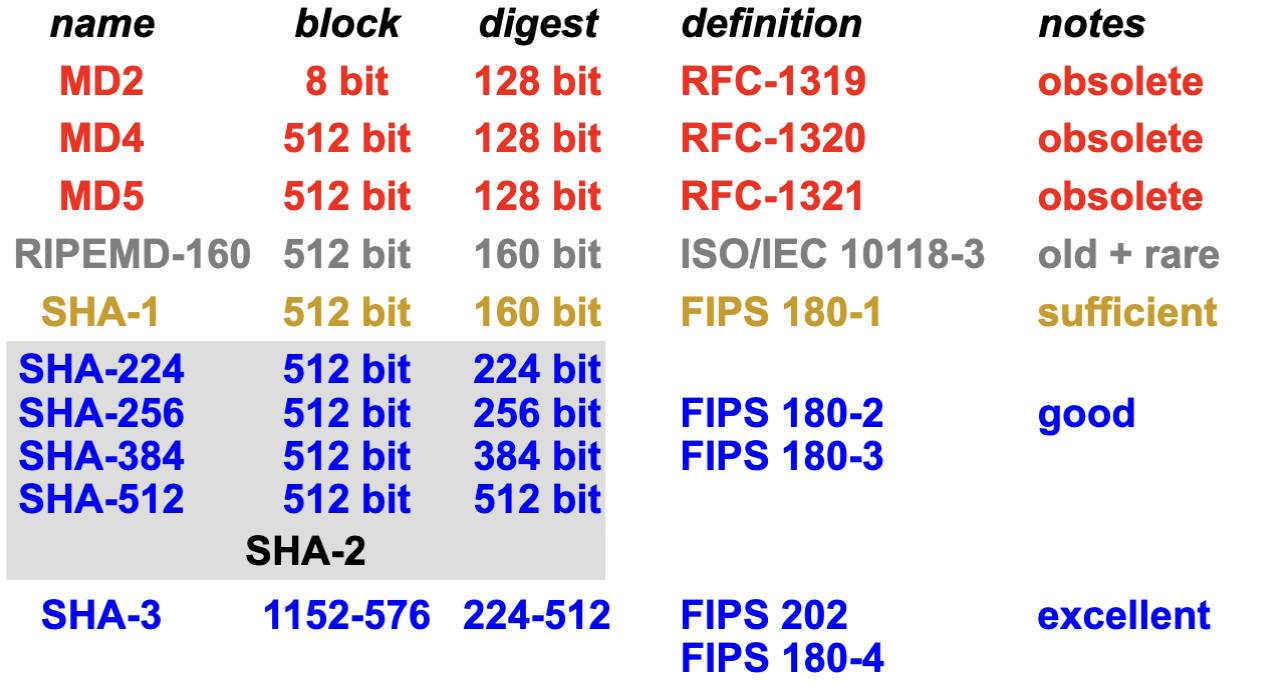 name block digest definition notes
MD2 8 bit 128 bit RFC-1319 obsolete
MD4 512 bit 128 bit RFC-1320 obsolete
MD5 512 bit 128 bit RFC-1321 obsolete
RIPEMD-160 512 bit 160 bit ISO/IEC 10118-3 old + rare
SHA-1 512 bit 160 bit FIPS 180-1 sufficient
SHA-224 512 bit 224 bit
SHA-256 512 bit 256 bit FIPS 180-2 good
SHA-384 512 bit 384 bit FIPS 180-3
SHA-512 512 bit 512 bit
SHA-2
SHA-3 1152-576 224-512 FIPS 202 excellent
FIPS 180-4